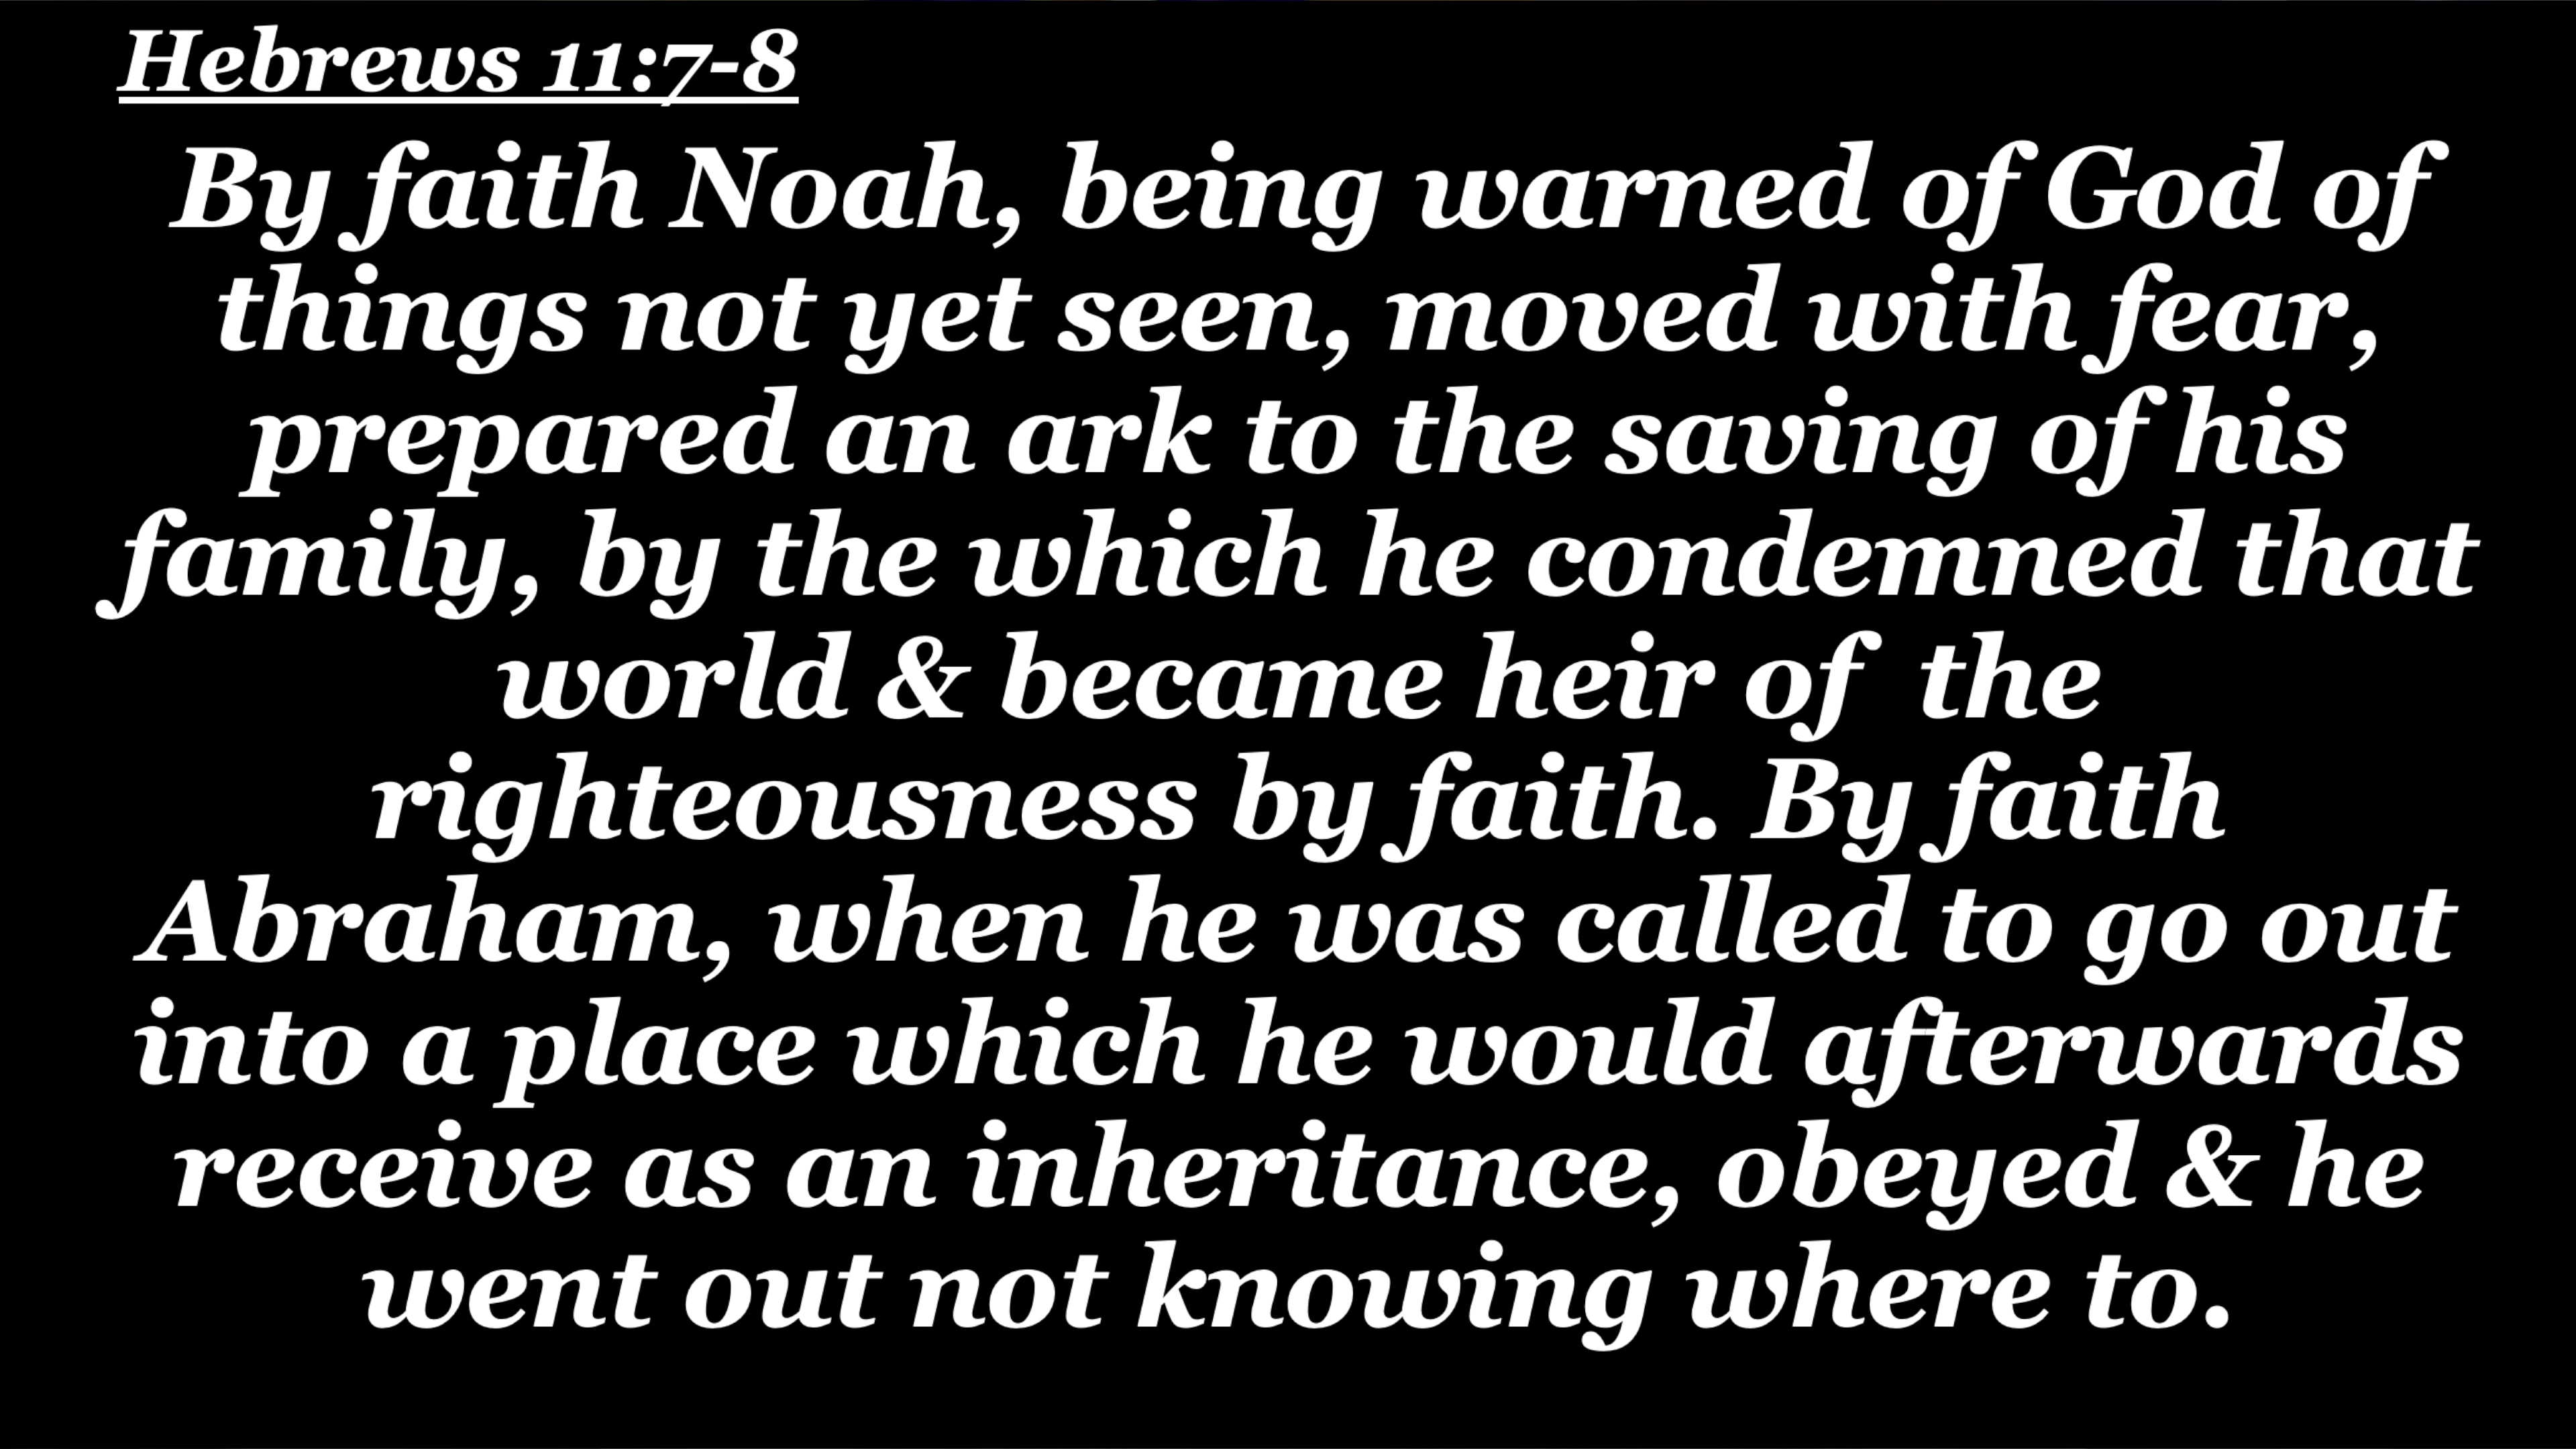 Hebrews 11:7-8
By faith Noah, being warned of God of
things not yet seen, moved with fear,
prepared an ark to the saving of his
family, by the which he condemned that
world & became heir of  the
righteousness by faith. By faith
Abraham, when he was called to go out
into a place which he would afterwards
receive as an inheritance, obeyed & he
went out not knowing where to.